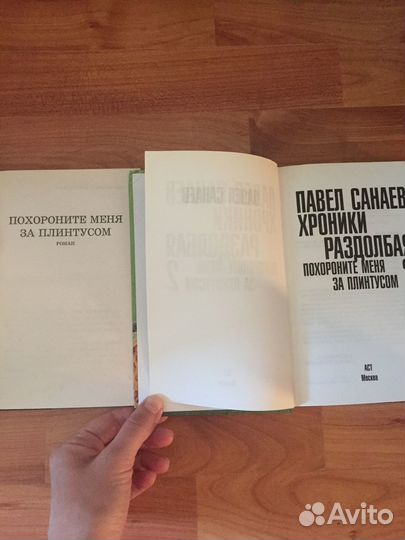 ПОХОРОНИТЕ МЕНЯ
ЗА ПЛИНТУСОМ
РОМАН
ПАВЕЛ САНАЕВ
ХРОНИКИ
РАЗДОЛБАЯ
ПОХОРОНИТЕ МЕНЯ
ЗА ПЛИНТУСОМ
АСТ
Москва
Avito